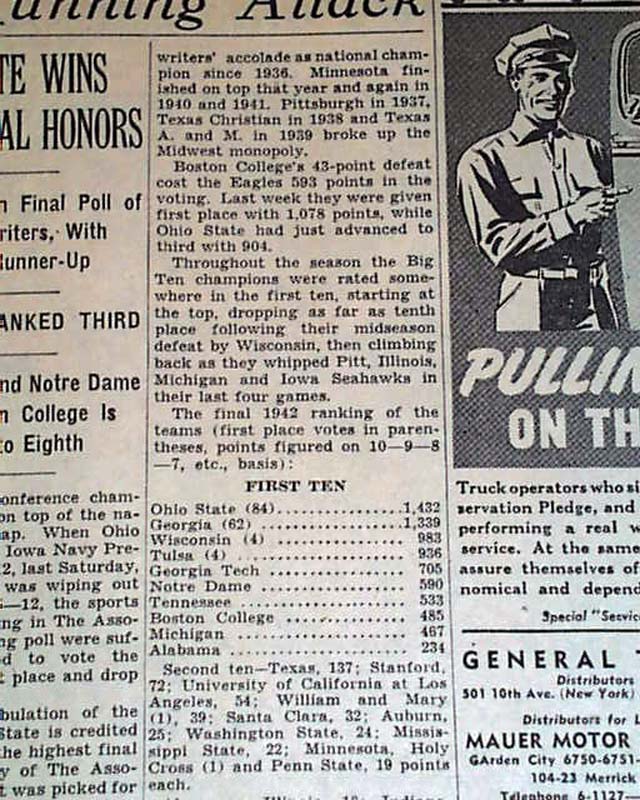 unning Attack
TE WINS
AL HONORS
n Final Poll of
riters, With
Runner-Up
ANKED THIRD
nd Notre Dame
n College Is
to Eighth
onference cham-
on top of the na-
ap. When Ohio
Iowa Navy Pre-
2, last Saturday,
was wiping out
—12, the sports
ng in The Asso-
ng poll were suf-
d to vote the
t place and drop
bulation of the
State is credited
the highest final
y of The Asso-
t was picked for
writers' accolade as national cham-
pion since 1936. Minnesota fin-
ished on top that year and again in
1940 and 1941. Pittsburgh in 1937,
Texas Christian in 1938 and Texas
A. and M. in 1939 broke up the
Midwest monopoly.
Boston College's 43-point defeat
cost the Eagles 593 points in the
voting. Last week they were given
first place with 1,078 points, while
Ohio State had just advanced to
third with 904.
Throughout the season the Big
Ten champions were rated some-
where in the first ten, starting at
the top, dropping as far as tenth
place following their midseason
defeat by Wisconsin, then climbing
back as they whipped Pitt, Illinois,
Michigan and Iowa Seahawks in
their last four games.
The final 1942 ranking of the
teams (first place votes in paren-
theses, points figured on 10—9—8
—7, etc., basis):
FIRST TEN
Ohio State (84)....................1,432
Georgia (62)....................1,339
Wisconsin (4) .................... 983
Tulsa (4) .................... 936
Georgia Tech .................... 705
Notre Dame .................... 590
Tennessee .................... 533
Boston College .................... 485
Michigan .................... 467
Alabama .................... 234
Second ten—Texas, 137; Stanford,
72; University of California at Los
Angeles, 54; William and Mary
(1), 39; Santa Clara, 32; Auburn,
25; Washington State, 24; Missis-
sippi State, 22; Minnesota, Holy
Cross (1) and Penn State, 19 points
each.
PULLIN
ON TH
Truck operators who si
servation Pledge, and
performing a real w
service. At the same
assure themselves of
nomical and depend
Special "Servic
GENERAL T
Distributors
501 10th Ave. (New York)
Distributors for L
MAUER MOTOR
GArden City 6750-6751-
104-23 Merrick
Telephone 6-1127—